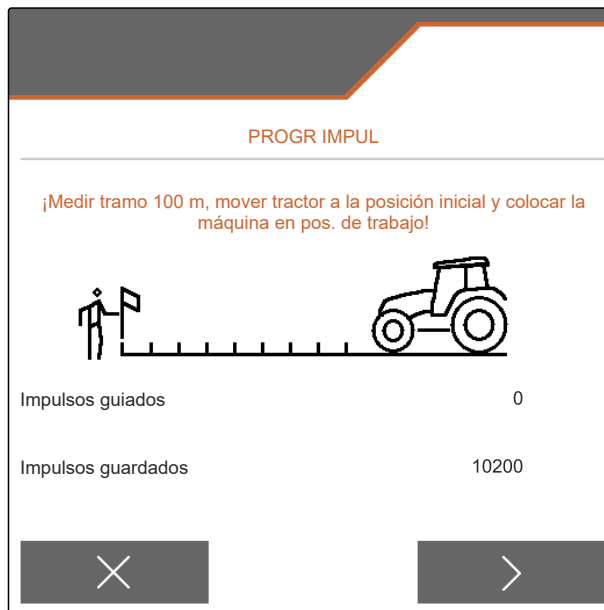 PROGR IMPUL
¡Medir tramo 100 m, mover tractor a la posición inicial y colocar la
máquina en pos. de trabajo!
Impulsos guiados 0
Impulsos guardados 10200